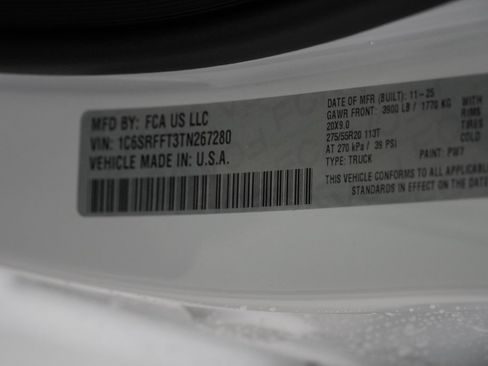 MFD BY: FCA US LLC
VIN: 1C6SRFFT3TN267280
VEHICLE MADE IN: U.S.A.
DATE OF MFR (BUILT): 11-25
GAWR FRONT: 3900 LB / 1770 KG WITH
20X9.0 RIMS
275/55R20 113T TIRES
AT 270 kPa / 39 PSI COLD
TYPE: TRUCK PAINT: PW7
THIS VEHICLE CONFORMS TO ALL APPLICABLE
STANDARDS IN EFFECT ON THE DATE